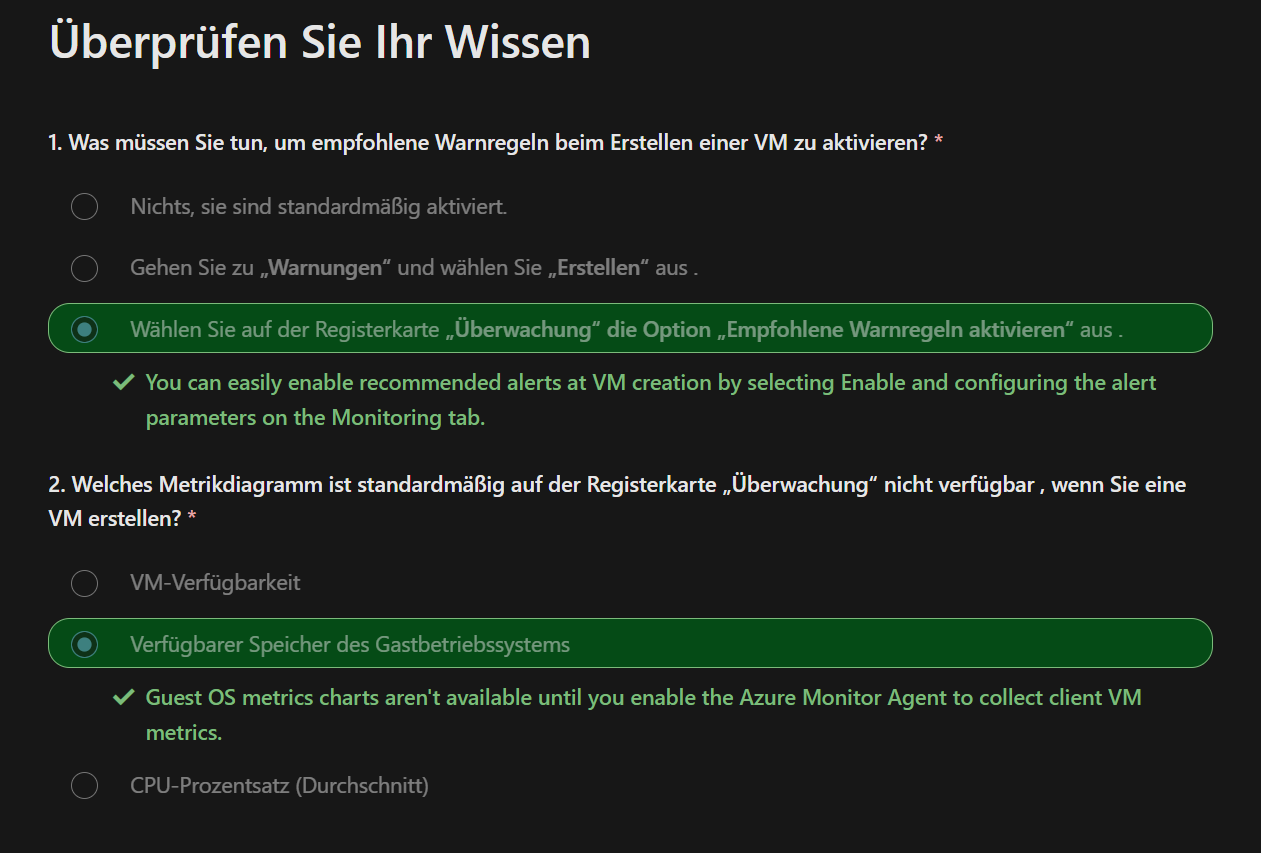 Überprüfen Sie Ihr Wissen
1. Was müssen Sie tun, um empfohlene Warnregeln beim Erstellen einer VM zu aktivieren? *
Nichts, sie sind standardmäßig aktiviert.
Gehen Sie zu „Warnungen“ und wählen Sie „Erstellen“ aus .
Wählen Sie auf der Registerkarte „Überwachung“ die Option „Empfohlene Warnregeln aktivieren“ aus .
You can easily enable recommended alerts at VM creation by selecting Enable and configuring the alert
parameters on the Monitoring tab.
2. Welches Metrikdiagramm ist standardmäßig auf der Registerkarte „Überwachung“ nicht verfügbar , wenn Sie eine
VM erstellen? *
VM-Verfügbarkeit
Verfügbarer Speicher des Gastbetriebssystems
Guest OS metrics charts aren't available until you enable the Azure Monitor Agent to collect client VM
metrics.
CPU-Prozentsatz (Durchschnitt)